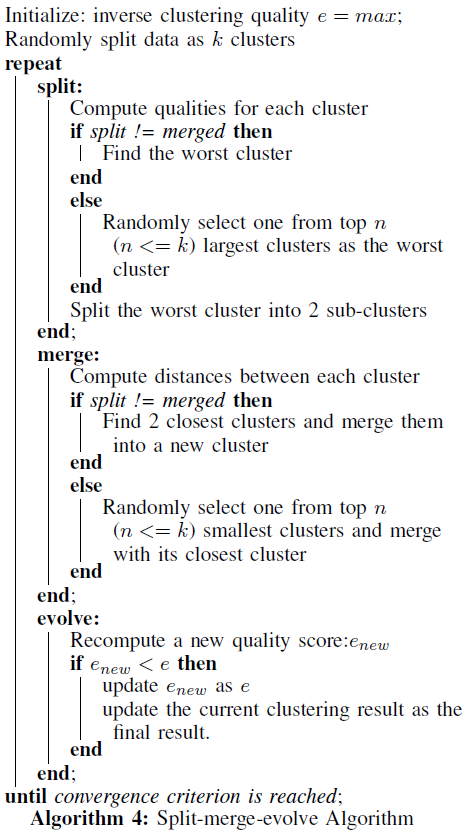 Initialize: inverse clustering quality e = max;
Randomly split data as k clusters
repeat
split:
Compute qualities for each cluster
if split != merged then
Find the worst cluster
end
else
Randomly select one from top n
(n <= k) largest clusters as the worst
cluster
end
Split the worst cluster into 2 sub-clusters
end;
merge:
Compute distances between each cluster
if split != merged then
Find 2 closest clusters and merge them
into a new cluster
end
else
Randomly select one from top n
(n <= k) smallest clusters and merge
with its closest cluster
end
end;
evolve:
Recompute a new quality score:e_new
if e_new < e then
update e_new as e
update the current clustering result as the
final result.
end
end;
until convergence criterion is reached;
Algorithm 4: Split-merge-evolve Algorithm